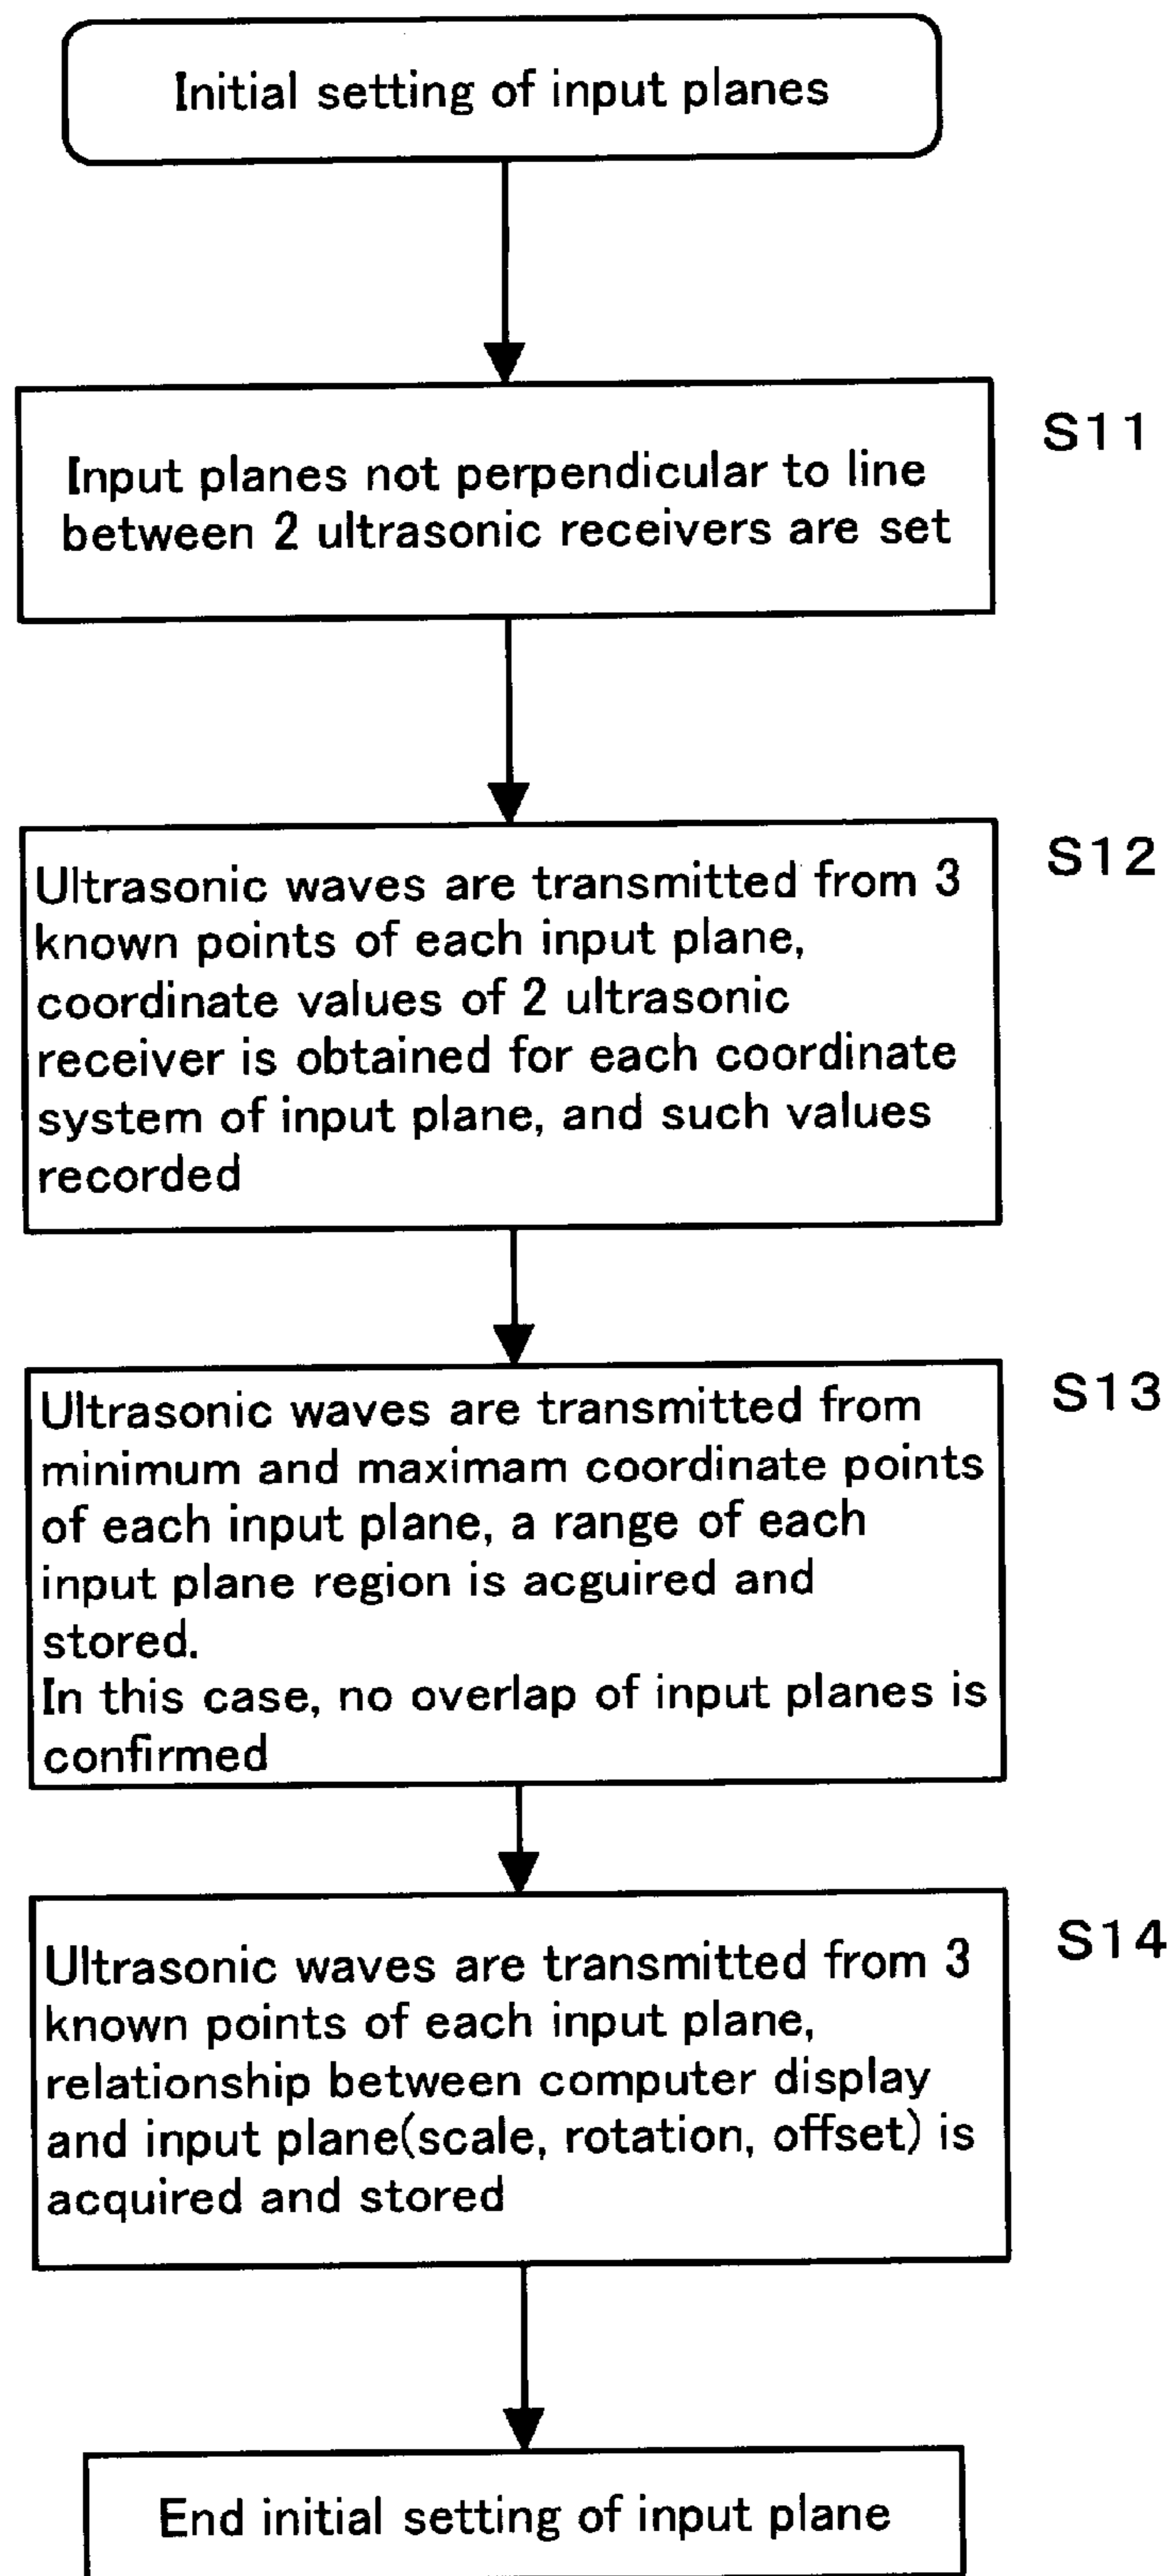 Initial setting of input planes
S11
Input planes not perpendicular to line
between 2 ultrasonic receivers are set
S12
Ultrasonic waves are transmitted from 3
known points of each input plane,
coordinate values of 2 ultrasonic
receiver is obtained for each coordinate
system of input plane, and such values
recorded
S13
Ultrasonic waves are transmitted from
minimum and maximam coordinate points
of each input plane, a range of each
input plane region is acguired and
stored.
In this case, no overlap of input planes is
confirmed
S14
Ultrasonic waves are transmitted from 3
known points of each input plane,
relationship between computer display
and input plane(scale, rotation, offset) is
acquired and stored
End initial setting of input plane